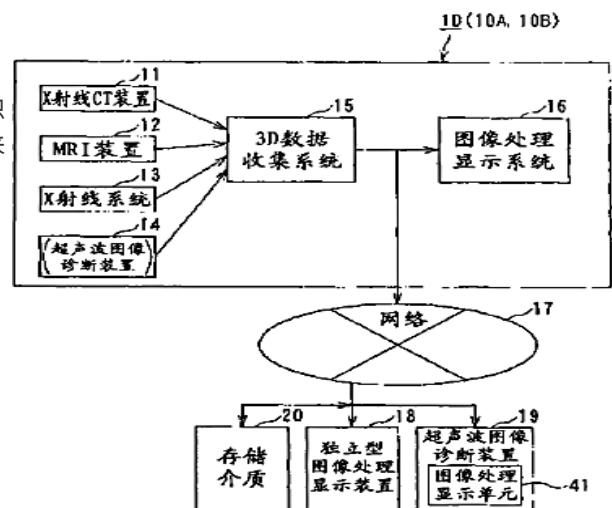 1D(10A, 10B)
11
X射线CT装置
12
MRI装置
13
X射线系统
14
(超声波图像
诊断装置)
15
3D数据
收集系统
16
图像处理
显示系统
网络
17
20
存储
介质
18
独立型
图像处理
显示装置
19
超声波图像
诊断装置
图像处理
显示单元
41